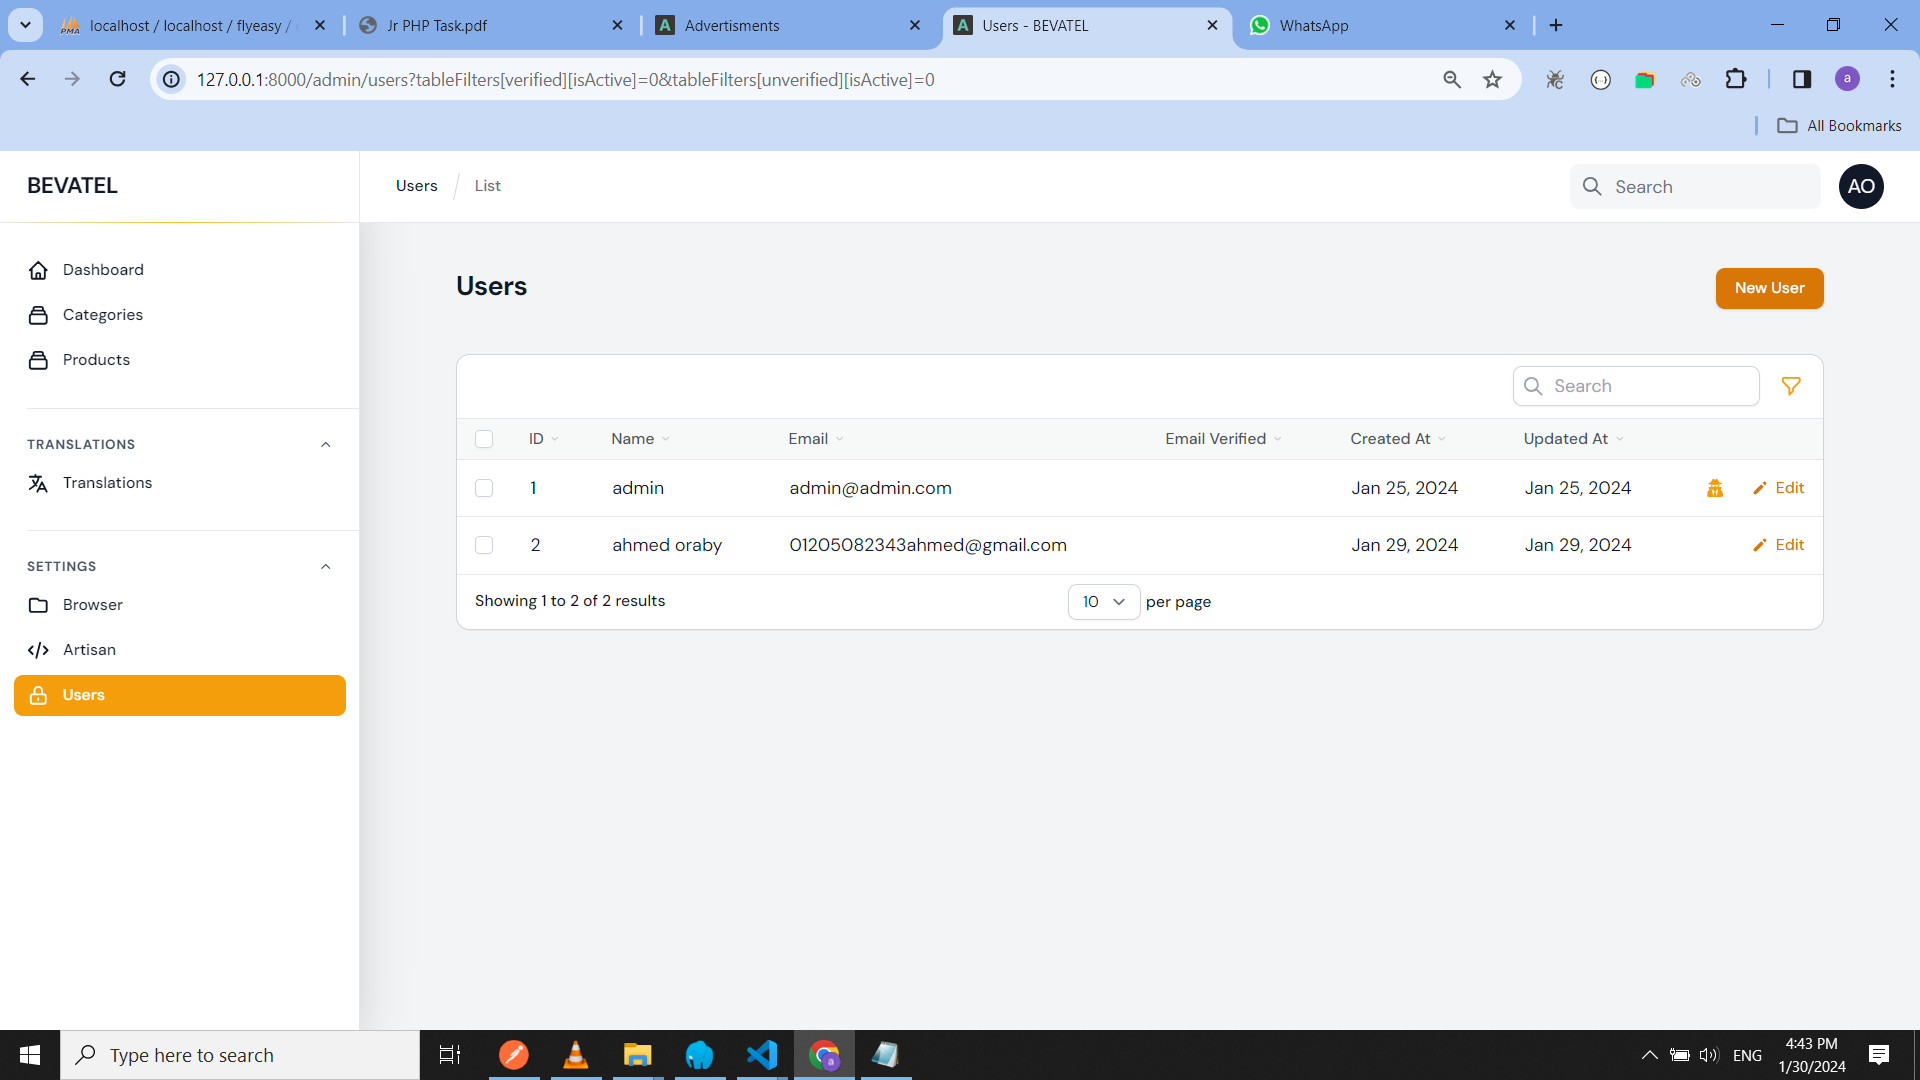 localhost / localhost / flyeasy /
Jr PHP Task.pdf
Advertisments
Users - BEVATEL
WhatsApp
127.0.0.1:8000/admin/users?tableFilters[verified][isActive]=0&tableFilters[unverified][isActive]=0
a
All Bookmarks
BEVATEL
Users / List
Search
AO
Dashboard
Categories
Products
TRANSLATIONS
Translations
SETTINGS
Browser
Artisan
Users
Users
New User
Search
ID Name Email Email Verified Created At Updated At
1 admin admin@admin.com Jan 25, 2024 Jan 25, 2024 Edit
2 ahmed oraby 01205082343ahmed@gmail.com Jan 29, 2024 Jan 29, 2024 Edit
Showing 1 to 2 of 2 results 10 per page
Type here to search
ENG
4:43 PM
1/30/2024